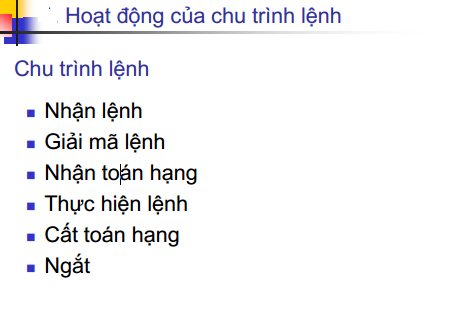 Hoạt động của chu trình lệnh
Chu trình lệnh
Nhận lệnh
Giải mã lệnh
Nhận toán hạng
Thực hiện lệnh
Cất toán hạng
Ngắt